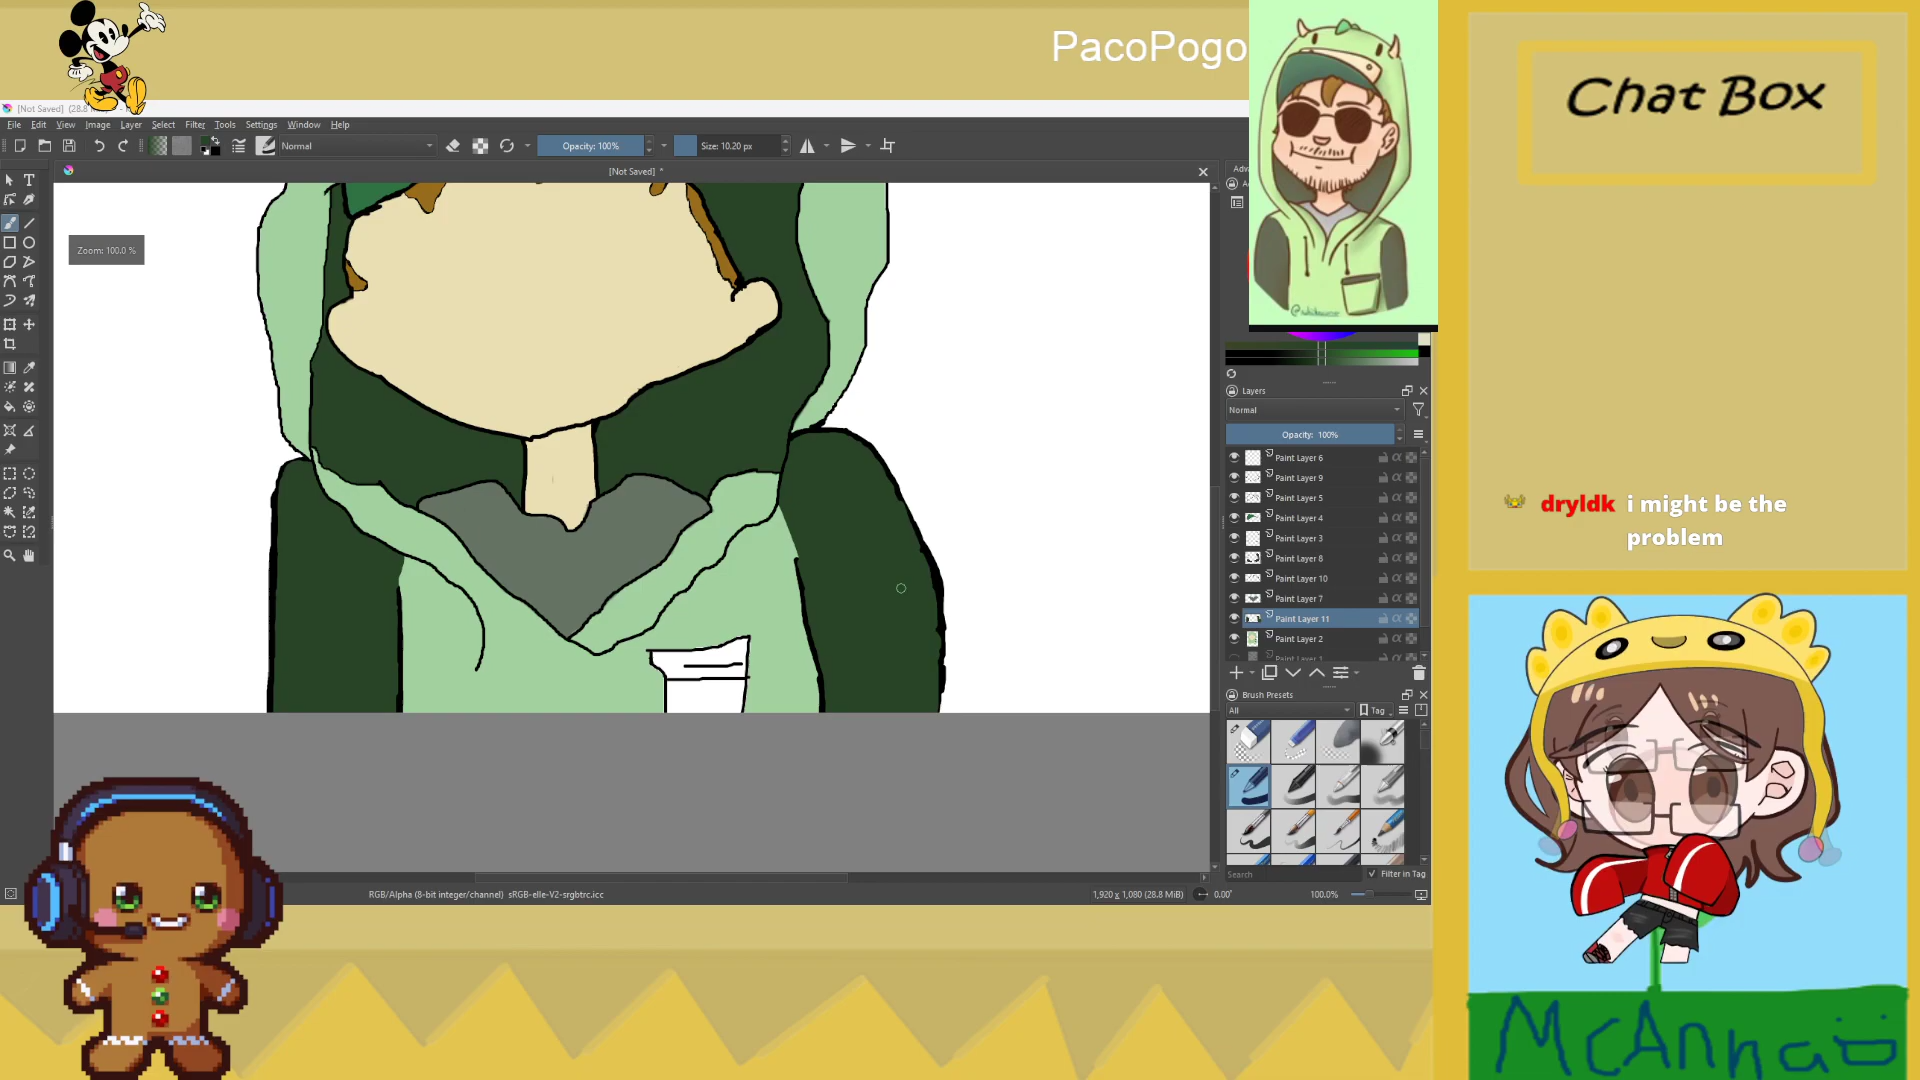 PacoPogo
Chat Box
[Not Saved] (28.8
File Edit View Image Layer Select Filter Tools Settings Window Help
Normal
Opacity: 100%
Size: 10.20 px
[Not Saved] *
Zoom: 100.0 %
Layers
Normal
Opacity: 100%
Paint Layer 6
Paint Layer 9
Paint Layer 5
Paint Layer 4
Paint Layer 3
Paint Layer 8
Paint Layer 10
Paint Layer 7
Paint Layer 11
Paint Layer 2
Paint Layer 1
Brush Presets
All
Tag
Search
Filter in Tag
RGB/Alpha (8-bit integer/channel) sRGB-elle-V2-srgbtrc.icc
1,920 x 1,080 (28.8 MiB)
0.00°
100.0%
dryldk i might be the
problem
McAnna